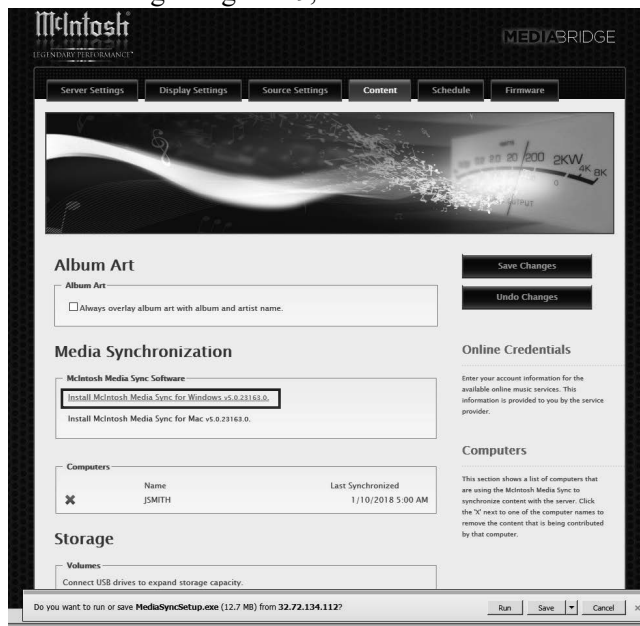 McIntosh
LEGENDARY PERFORMANCE™
MEDIABRIDGE
Server Settings Display Settings Source Settings Content Schedule Firmware
WATTS
20 200 2KW
4K
8K
0
OUTPUT
Album Art
Album Art
Always overlay album art with album and artist name.
Save Changes
Undo Changes
Media Synchronization
McIntosh Media Sync Software
Install McIntosh Media Sync for Windows v5.0.23163.0.
Install McIntosh Media Sync for Mac v5.0.23163.0.
Online Credentials
Enter your account information for the
available online music services. This
information is provided to you by the service
provider.
Computers
Name Last Synchronized
JSMITH 1/10/2018 5:00 AM
Computers
This section shows a list of computers that
are using the McIntosh Media Sync to
synchronize content with the server. Click
the 'X' next to one of the computer names to
remove the content that is being contributed
by that computer.
Storage
Volumes
Connect USB drives to expand storage capacity.
Do you want to run or save MediaSyncSetup.exe (12.7 MB) from 32.72.134.112?
Run Save Cancel ×